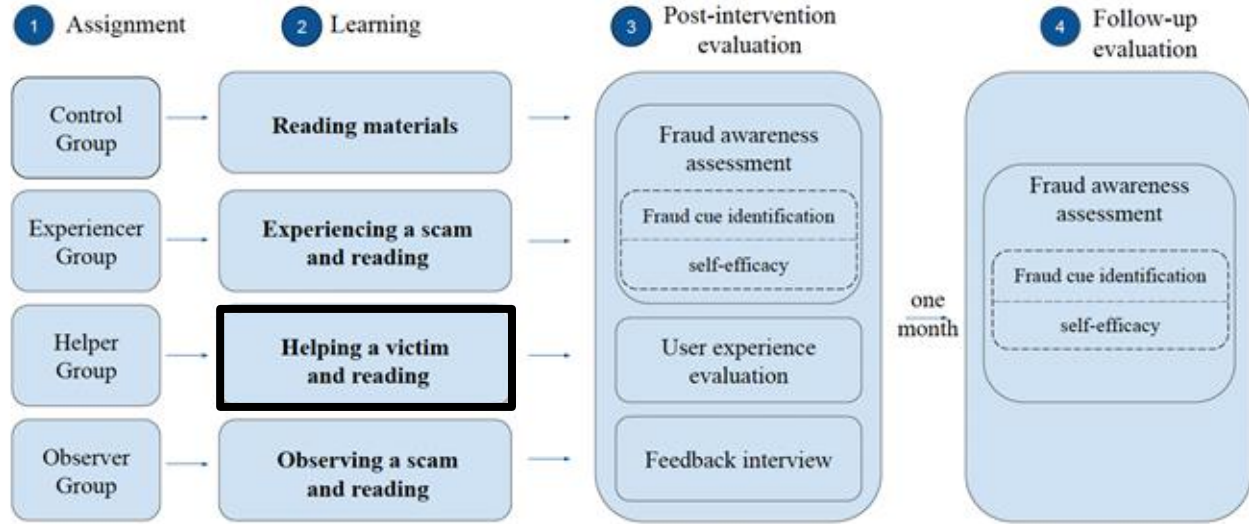 1 Assignment
2 Learning
3 Post-intervention
evaluation
4 Follow-up
evaluation
Control
Group
Reading materials
Experiencer
Group
Experiencing a scam
and reading
Helper
Group
Helping a victim
and reading
Observer
Group
Observing a scam
and reading
Fraud awareness
assessment
Fraud cue identification
self-efficacy
User experience
evaluation
Feedback interview
one
month
Fraud awareness
assessment
Fraud cue identification
self-efficacy